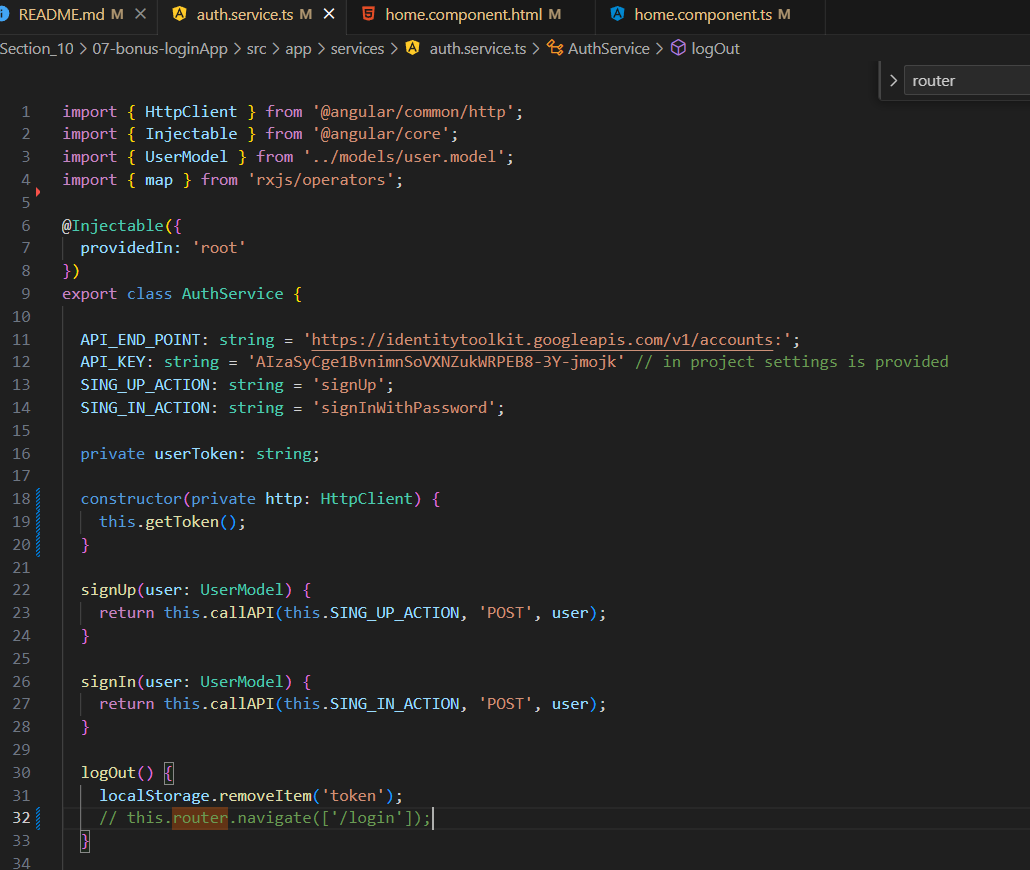 README.md M
auth.service.ts M
home.component.html M
home.component.ts M
Section_10 > 07-bonus-loginApp > src > app > services > auth.service.ts > AuthService > logOut
router
1 import { HttpClient } from '@angular/common/http';
2 import { Injectable } from '@angular/core';
3 import { UserModel } from '../models/user.model';
4 import { map } from 'rxjs/operators';
5
6 @Injectable({
7 providedIn: 'root'
8 })
9 export class AuthService {
10
11 API_END_POINT: string = 'https://identitytoolkit.googleapis.com/v1/accounts:';
12 API_KEY: string = 'AIzaSyCge1BvnimnSoVXNZukWRPEB8-3Y-jmojk' // in project settings is provided
13 SING_UP_ACTION: string = 'signUp';
14 SING_IN_ACTION: string = 'signInWithPassword';
15
16 private userToken: string;
17
18 constructor(private http: HttpClient) {
19 this.getToken();
20 }
21
22 signUp(user: UserModel) {
23 return this.callAPI(this.SING_UP_ACTION, 'POST', user);
24 }
25
26 signIn(user: UserModel) {
27 return this.callAPI(this.SING_IN_ACTION, 'POST', user);
28 }
29
30 logOut() {
31 localStorage.removeItem('token');
32 // this.router.navigate(['/login']);
33 }
34